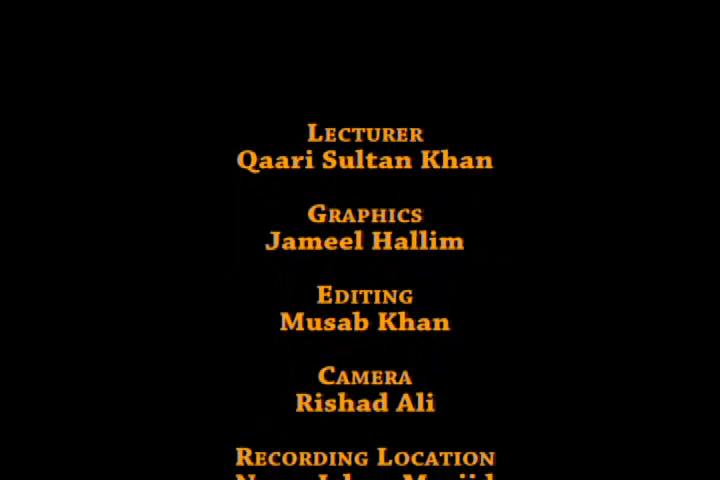 Lecturer
Qaari Sultan Khan
Graphics
Jameel Hallim
Editing
Musab Khan
Camera
Rishad Ali
Recording Location